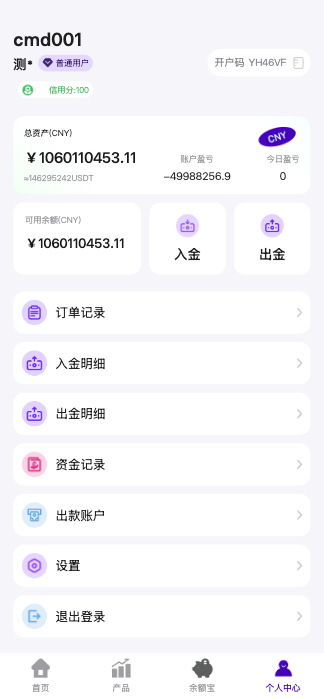 cmd001
测* 普通用户
开户码 YH46VF
信用分:100
总资产(CNY)
CNY
￥1060110453.11
≈146295242USDT
账户盈亏
−49988256.9
今日盈亏
0
可用余额(CNY)
￥1060110453.11
入金
出金
订单记录
入金明细
出金明细
资金记录
出款账户
设置
退出登录
首页 产品 余额宝 个人中心